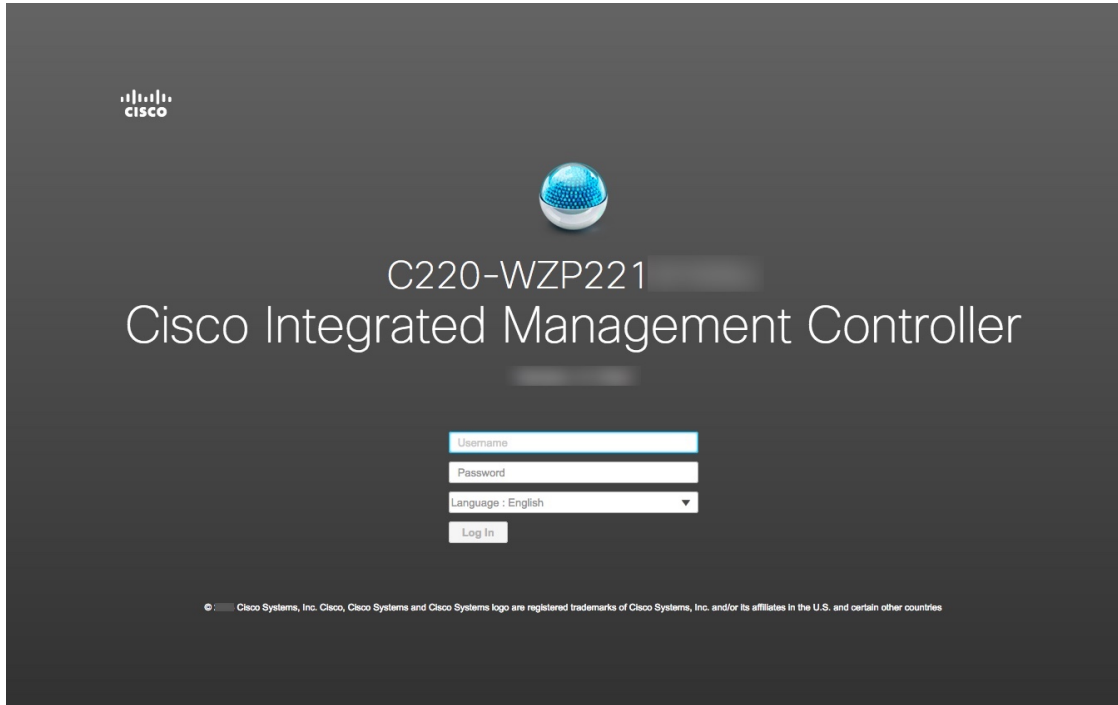 CISCO
C220-WZP221
Cisco Integrated Management Controller
Username
Password
Language : English
Log In
© Cisco Systems, Inc. Cisco, Cisco Systems and Cisco Systems logo are registered trademarks of Cisco Systems, Inc. and/or its affiliates in the U.S. and certain other countries